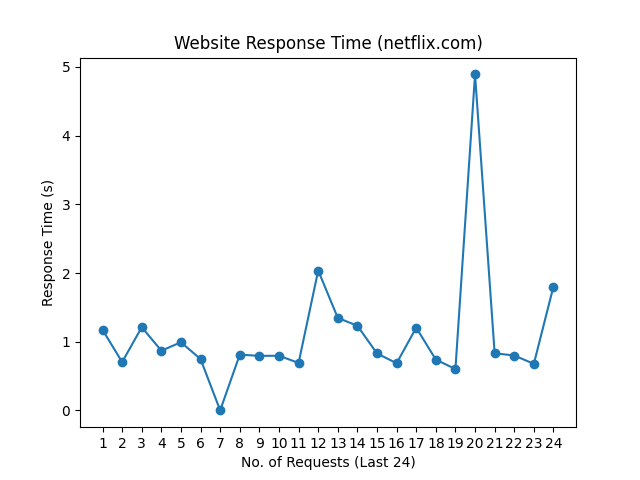 Website Response Time (netflix.com)
Response Time (s)
5
4
3
2
1
0
1 2 3 4 5 6 7 8 9 10 11 12 13 14 15 16 17 18 19 20 21 22 23 24
No. of Requests (Last 24)